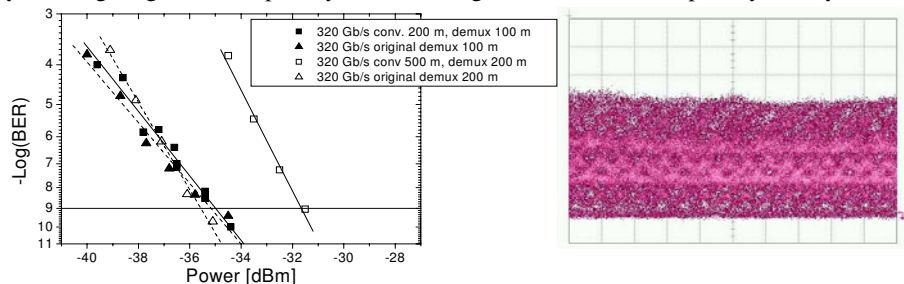 320 Gb/s conv. 200 m, demux 100 m
320 Gb/s original demux 100 m
320 Gb/s conv 500 m, demux 200 m
320 Gb/s original demux 200 m
-Log(BER)
3
4
5
6
7
8
9
10
11
-40 -38 -36 -34 -32 -30 -28
Power [dBm]